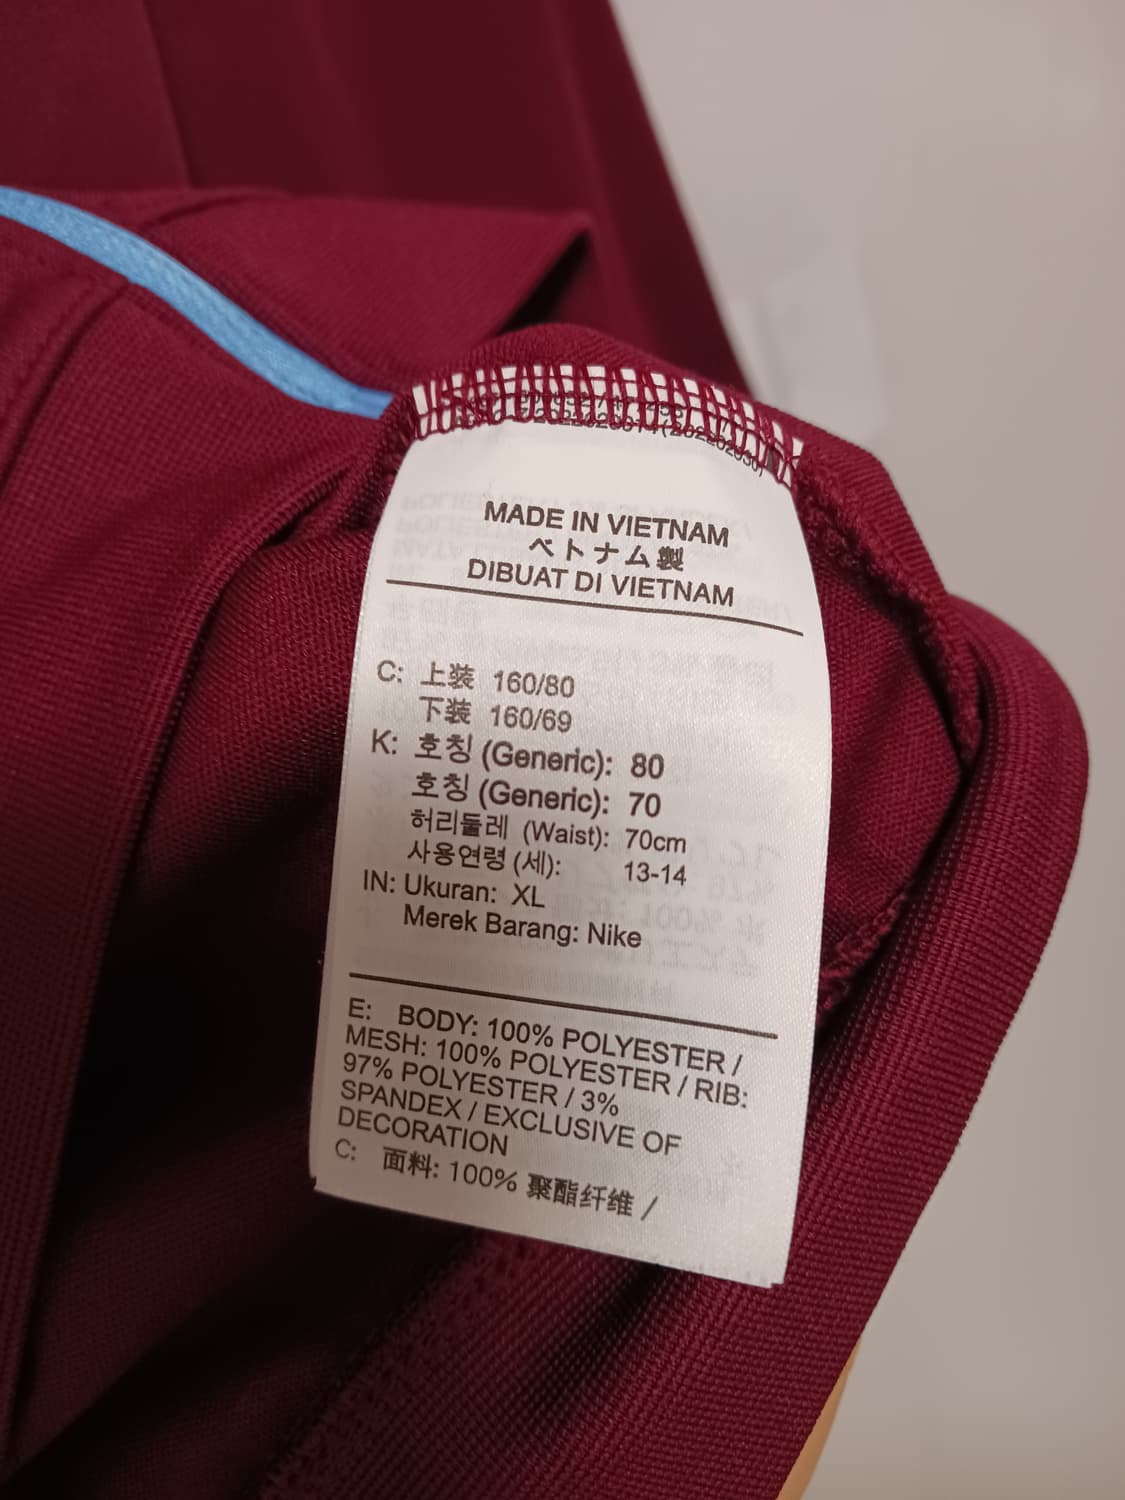 MADE IN VIETNAM
ベトナム製
DIBUAT DI VIETNAM
C: 上装 160/80
下装 160/69
K: 호칭 (Generic): 80
호칭 (Generic): 70
허리둘레 (Waist): 70cm
사용연령 (세): 13-14
IN: Ukuran: XL
Merek Barang: Nike
E: BODY: 100% POLYESTER /
MESH: 100% POLYESTER / RIB:
97% POLYESTER / 3%
SPANDEX / EXCLUSIVE OF
DECORATION
C: 面料: 100% 聚酯纤维 /